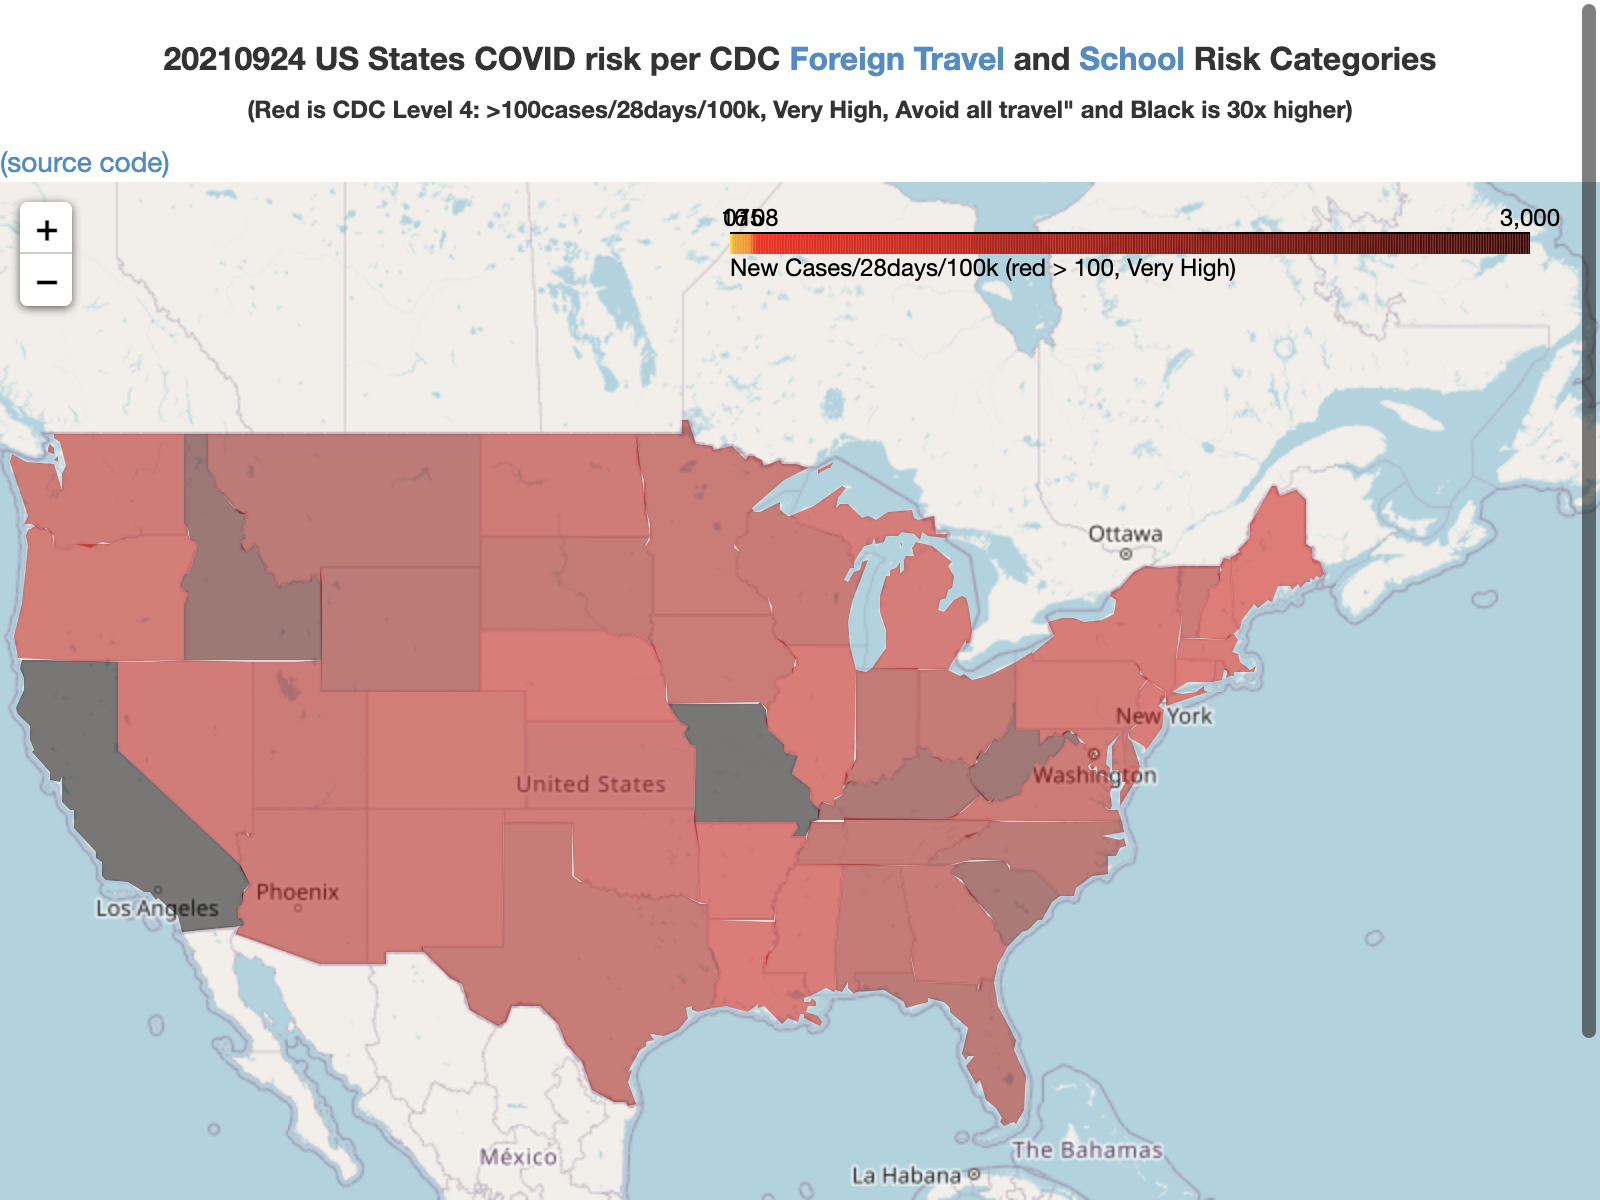 20210924 US States COVID risk per CDC Foreign Travel and School Risk Categories
(Red is CDC Level 4: >100cases/28days/100k, Very High, Avoid all travel" and Black is 30x higher)
(source code)
+
−
3,000
New Cases/28days/100k (red > 100, Very High)
Ottawa
New York
Washington
United States
Phoenix
Los Angeles
The Bahamas
México
La Habana